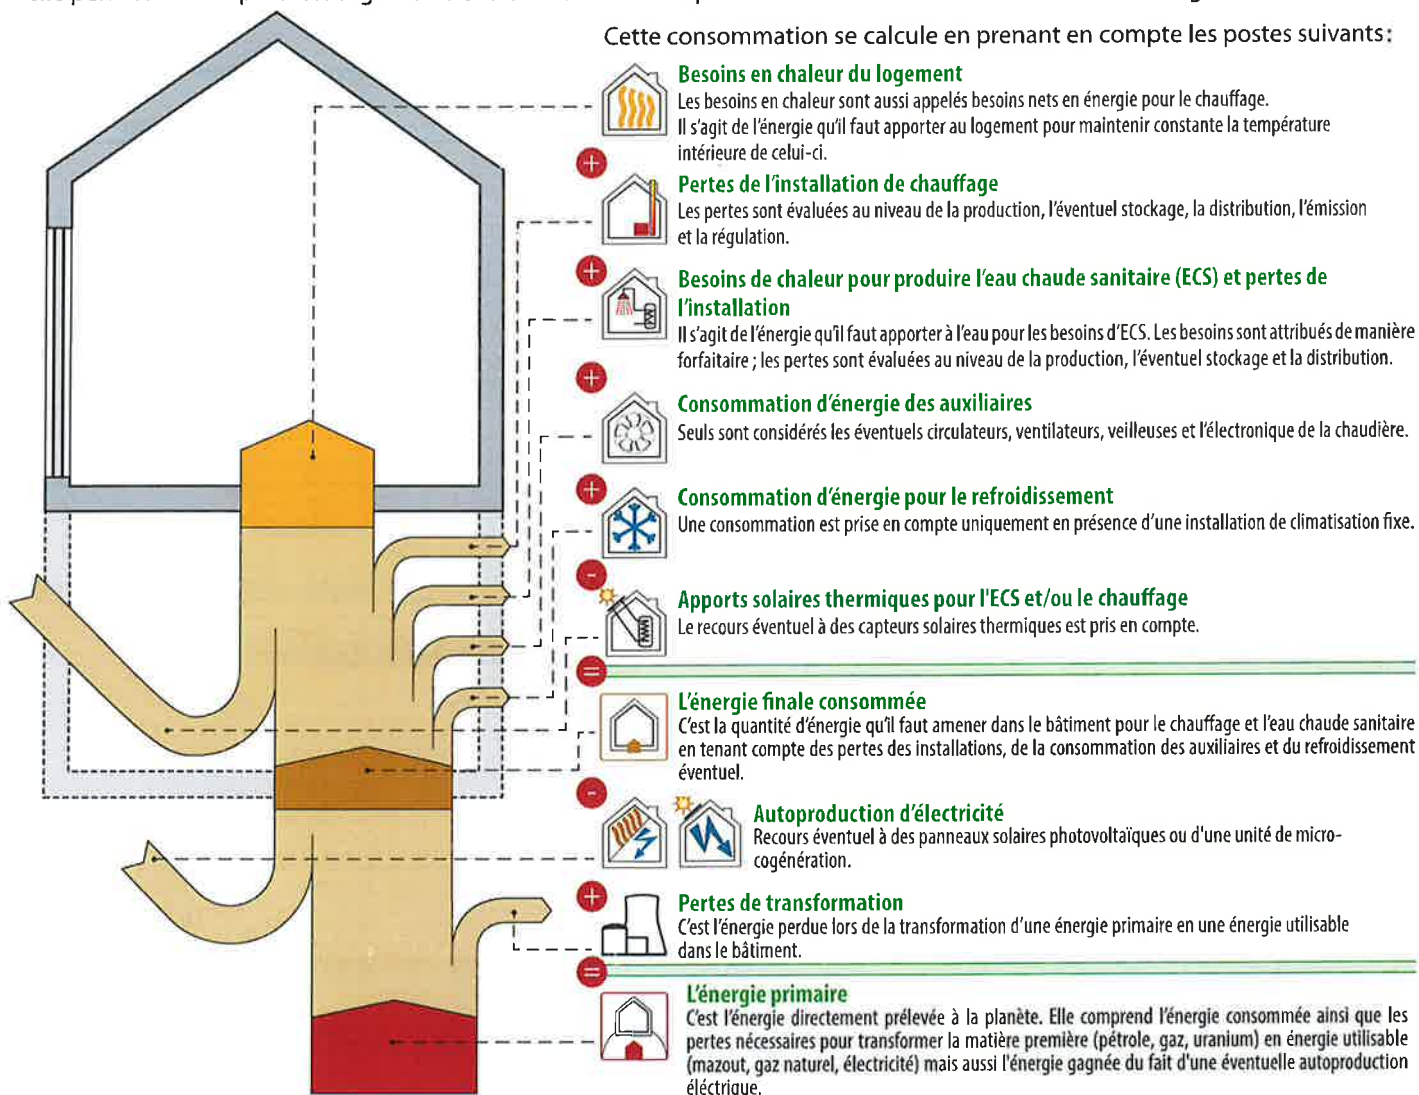 Cette consommation se calcule en prenant en compte les postes suivants:
Besoins en chaleur du logement
Les besoins en chaleur sont aussi appelés besoins nets en énergie pour le chauffage.
Il s'agit de l'énergie qu'il faut apporter au logement pour maintenir constante la température
intérieure de celui-ci.
+
Pertes de l'installation de chauffage
Les pertes sont évaluées au niveau de la production, l'éventuel stockage, la distribution, l'émission
et la régulation.
+
Besoins de chaleur pour produire l'eau chaude sanitaire (ECS) et pertes de
l'installation
Il s'agit de l'énergie qu'il faut apporter à l'eau pour les besoins d'ECS. Les besoins sont attribués de manière
forfaitaire ; les pertes sont évaluées au niveau de la production, l'éventuel stockage et la distribution.
+
Consommation d'énergie des auxiliaires
Seuls sont considérés les éventuels circulateurs, ventilateurs, veilleuses et l'électronique de la chaudière.
+
Consommation d'énergie pour le refroidissement
Une consommation est prise en compte uniquement en présence d'une installation de climatisation fixe.
-
Apports solaires thermiques pour l'ECS et/ou le chauffage
Le recours éventuel à des capteurs solaires thermiques est pris en compte.
=
L'énergie finale consommée
C'est la quantité d'énergie qu'il faut amener dans le bâtiment pour le chauffage et l'eau chaude sanitaire
en tenant compte des pertes des installations, de la consommation des auxiliaires et du refroidissement
éventuel.
-
Autoproduction d'électricité
Recours éventuel à des panneaux solaires photovoltaïques ou d'une unité de micro-
cogénération.
+
Pertes de transformation
C'est l'énergie perdue lors de la transformation d'une énergie primaire en une énergie utilisable
dans le bâtiment.
=
L'énergie primaire
C'est l'énergie directement prélevée à la planète. Elle comprend l'énergie consommée ainsi que les
pertes nécessaires pour transformer la matière première (pétrole, gaz, uranium) en énergie utilisable
(mazout, gaz naturel, électricité) mais aussi l'énergie gagnée du fait d'une éventuelle autoproduction
éléctrique.